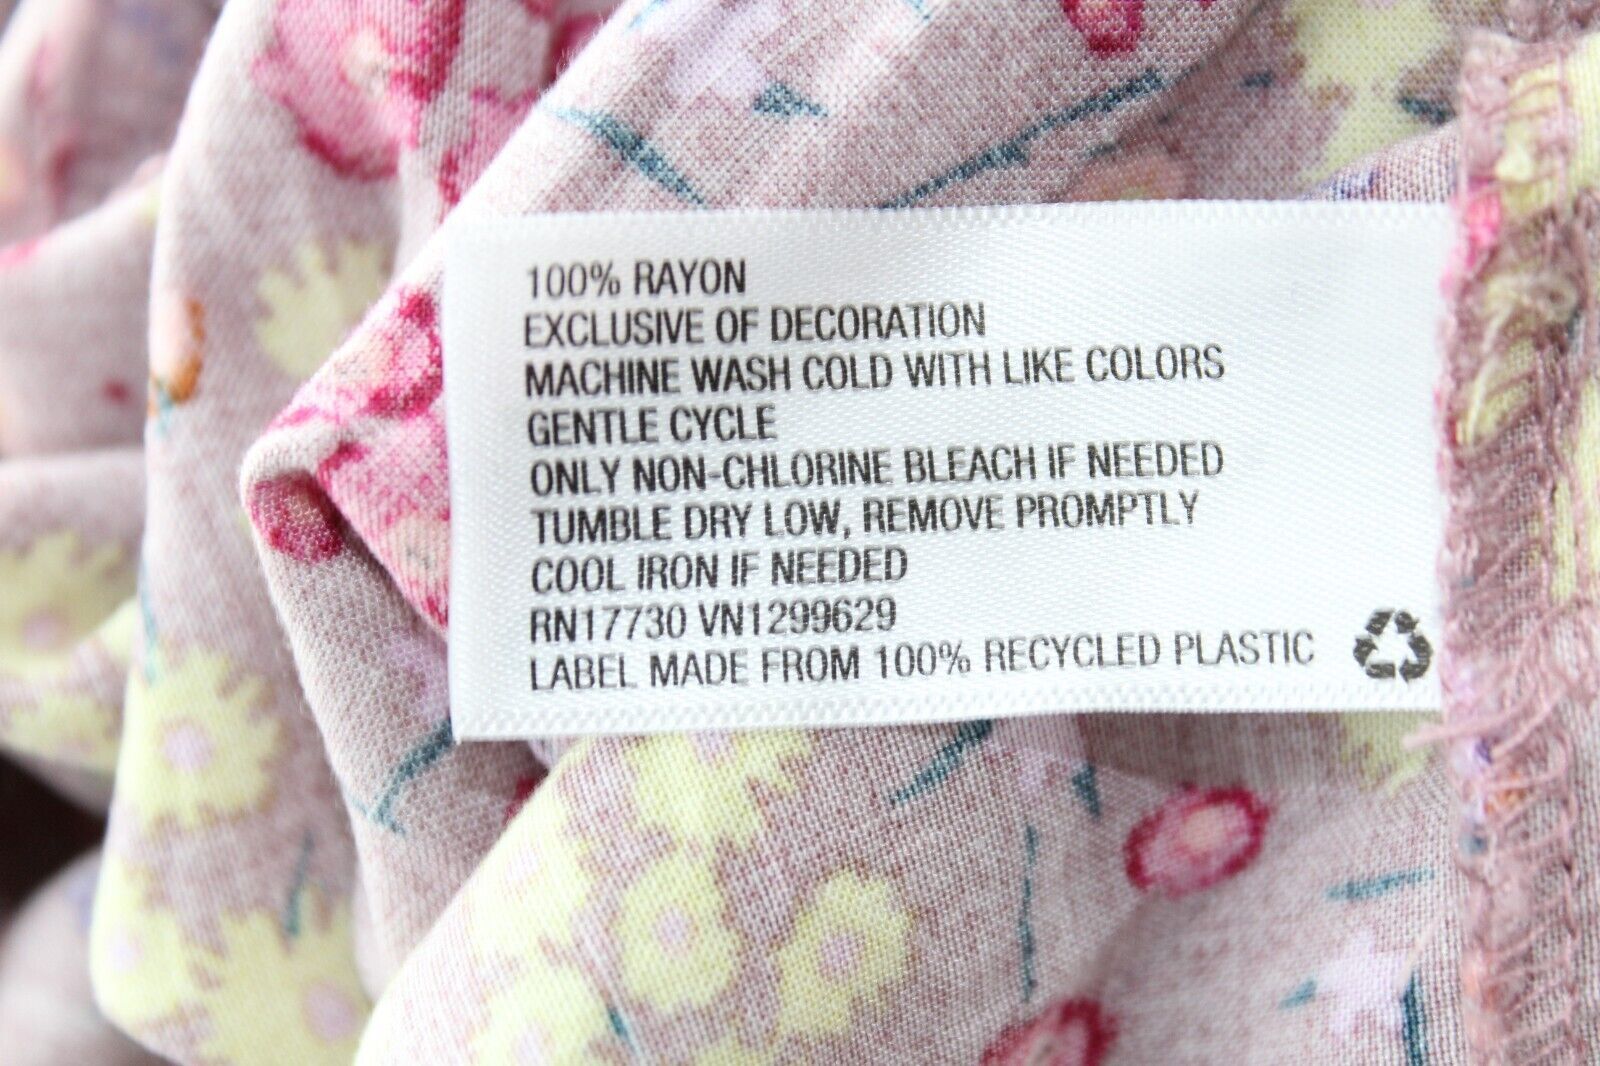 100% RAYON
EXCLUSIVE OF DECORATION
MACHINE WASH COLD WITH LIKE COLORS
GENTLE CYCLE
ONLY NON-CHLORINE BLEACH IF NEEDED
TUMBLE DRY LOW, REMOVE PROMPTLY
COOL IRON IF NEEDED
RN17730 VN1299629
LABEL MADE FROM 100% RECYCLED PLASTIC